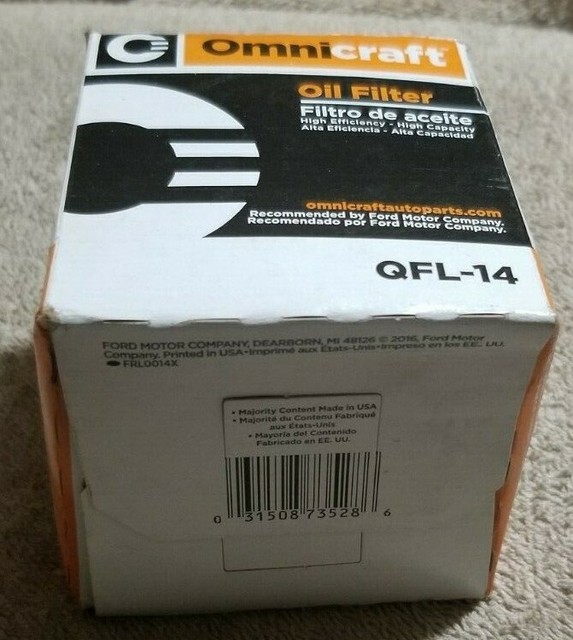 Omnicraft
Oil Filter
Filtro de aceite
High Efficiency - High Capacity
Alta Eficiencia - Alta Capacidad
omnicraftautoparts.com
Recommended by Ford Motor Company.
Recomendado por Ford Motor Company.
QFL-14
FORD MOTOR COMPANY, DEARBORN, MI 48126 © 2016, Ford Motor
Company. Printed in USA•Imprimé aux États-Unis•Impreso en los EE. UU.
FRL0014X
• Majority Content Made in USA
• Majorité du Contenu Fabriqué
aux États-Unis
• Mayoría del Contenido
Fabricado en EE. UU.
0 31508 73528 6